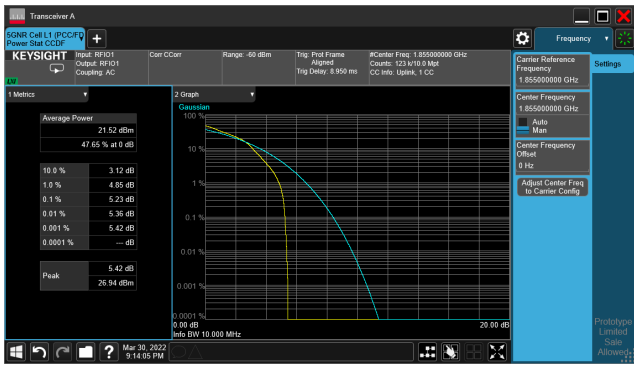 Transceiver A
5GNR Cell L1 (PCC/FD
Power Stat CCDF
+
Frequency
KEYSIGHT
LVI
Input: RFIO1
Output: RFIO1
Coupling: AC
Corr CCorr
Range: -60 dBm
Trig: Prot Frame
Aligned
Trig Delay: 8.950 ms
#Center Freq: 1.855000000 GHz
Counts: 123 k/10.0 Mpt
CC Info: Uplink, 1 CC
1 Metrics
Average Power
21.52 dBm
47.65 % at 0 dB
10.0 % 3.12 dB
1.0 % 4.85 dB
0.1 % 5.23 dB
0.01 % 5.36 dB
0.001 % 5.42 dB
0.0001 % --- dB
Peak
5.42 dB
26.94 dBm
2 Graph
Gaussian
100 %
10 %
1 %
0.1 %
0.01 %
0.001 %
0.0001 %
0.00 dB
20.00 dB
Info BW 10.000 MHz
Carrier Reference
Frequency
1.855000000 GHz
Center Frequency
1.855000000 GHz
Auto
Man
Center Frequency
Offset
0 Hz
Adjust Center Freq
to Carrier Config
Settings
Prototype
Limited
Sale
Allowed
?
Mar 30, 2022
9:14:05 PM